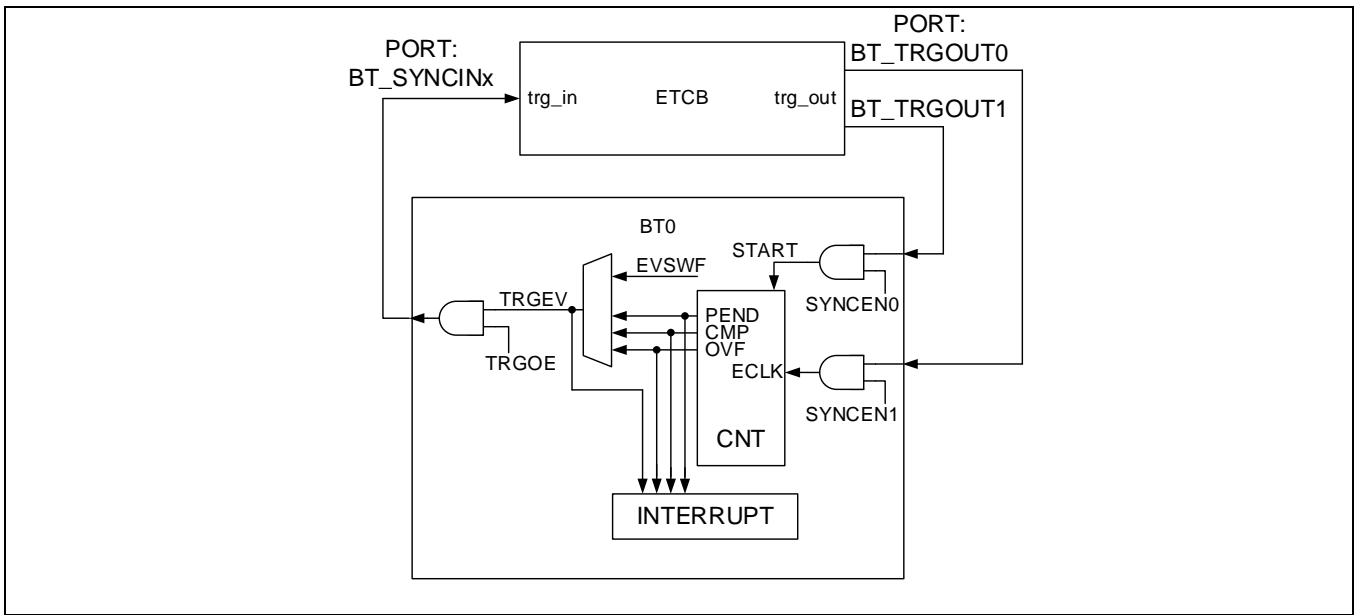 PORT:
BT_SYNCINx
PORT:
BT_TRGOUT0
trg_in
ETCB
trg_out
BT_TRGOUT1
BT0
START
EVSWF
SYNCEN0
TRGEV
PEND
CMP
OVF
TRGOE
ECLK
SYNCEN1
CNT
INTERRUPT